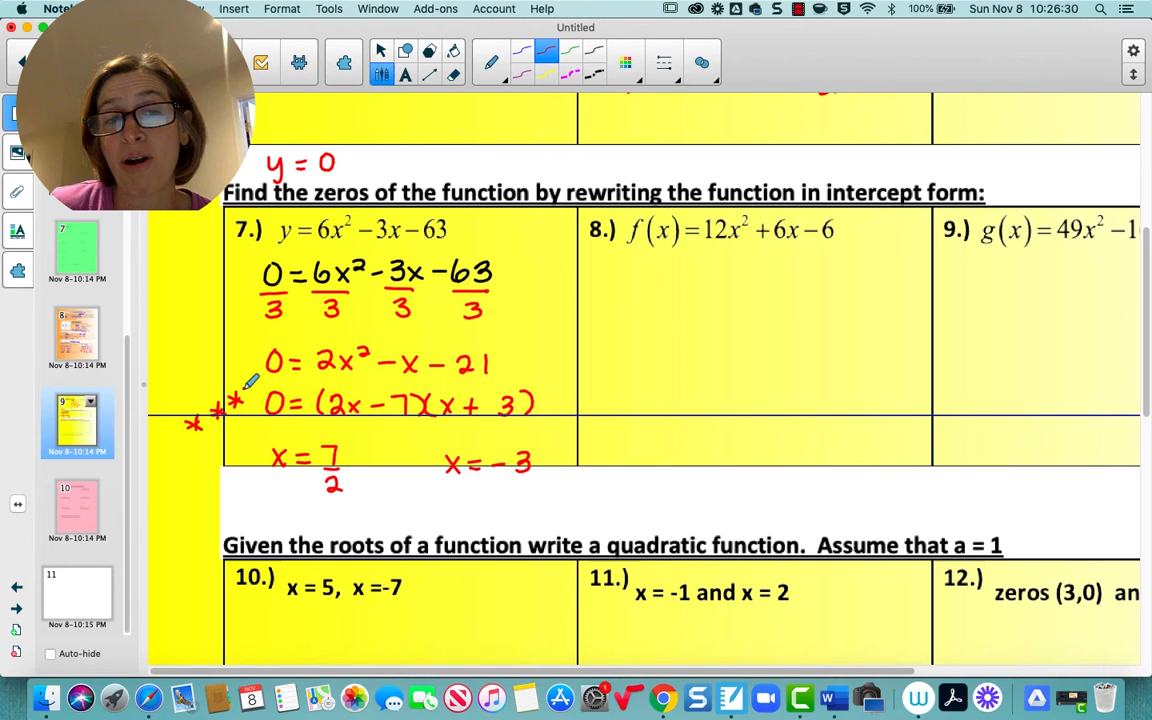 Noteb
Insert Format Tools Window Add-ons Account Help 100% Sun Nov 8 10:26:30
Untitled
y = 0
Find the zeros of the function by rewriting the function in intercept form:
7.) y = 6x² − 3x − 63
8.) f(x) = 12x² + 6x − 6
9.) g(x) = 49x² − 1
0 = 6x² - 3x - 63
3 3 3 3
0 = 2x² - x - 21
*** 0 = (2x - 7)(x + 3)
x = 7/2 x = -3
Given the roots of a function write a quadratic function. Assume that a = 1
10.) x = 5, x =-7
11.) x = -1 and x = 2
12.) zeros (3,0) an
7
Nov 8-10:14 PM
8
Nov 8-10:14 PM
9
Nov 8-10:14 PM
10
Nov 8-10:14 PM
11
Nov 8-10:15 PM
Auto-hide
NOV
8